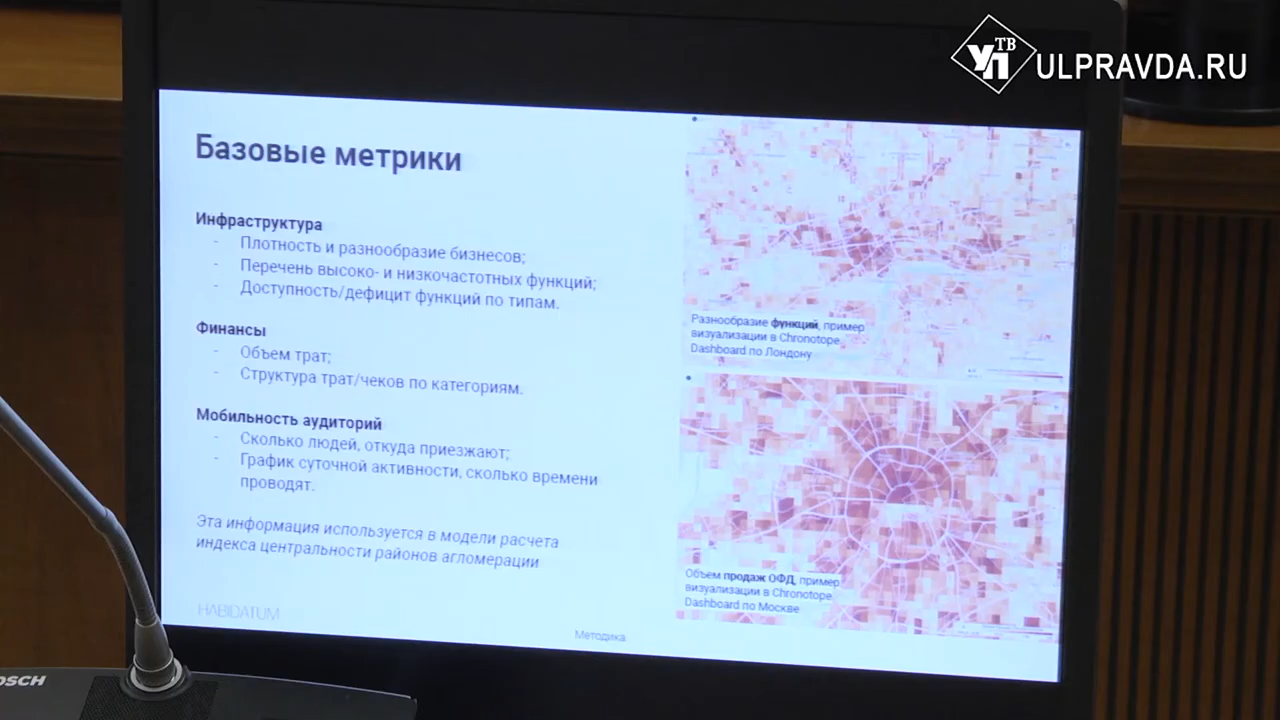 УП ТВ ULPRAVDA.RU
Базовые метрики
Инфраструктура
- Плотность и разнообразие бизнесов;
- Перечень высоко- и низкочастотных функций;
- Доступность/дефицит функций по типам.
Финансы
- Объем трат;
- Структура трат/чеков по категориям.
Мобильность аудиторий
- Сколько людей, откуда приезжают;
- График суточной активности, сколько времени
проводят.
Эта информация используется в модели расчета
индекса центральности районов агломерации
HABIDATUM
Методика
Разнообразие функций, пример
визуализации в Chronotope
Dashboard по Лондону
Объем продаж ОФД, пример
визуализации в Chronotope
Dashboard по Москве
OSCH